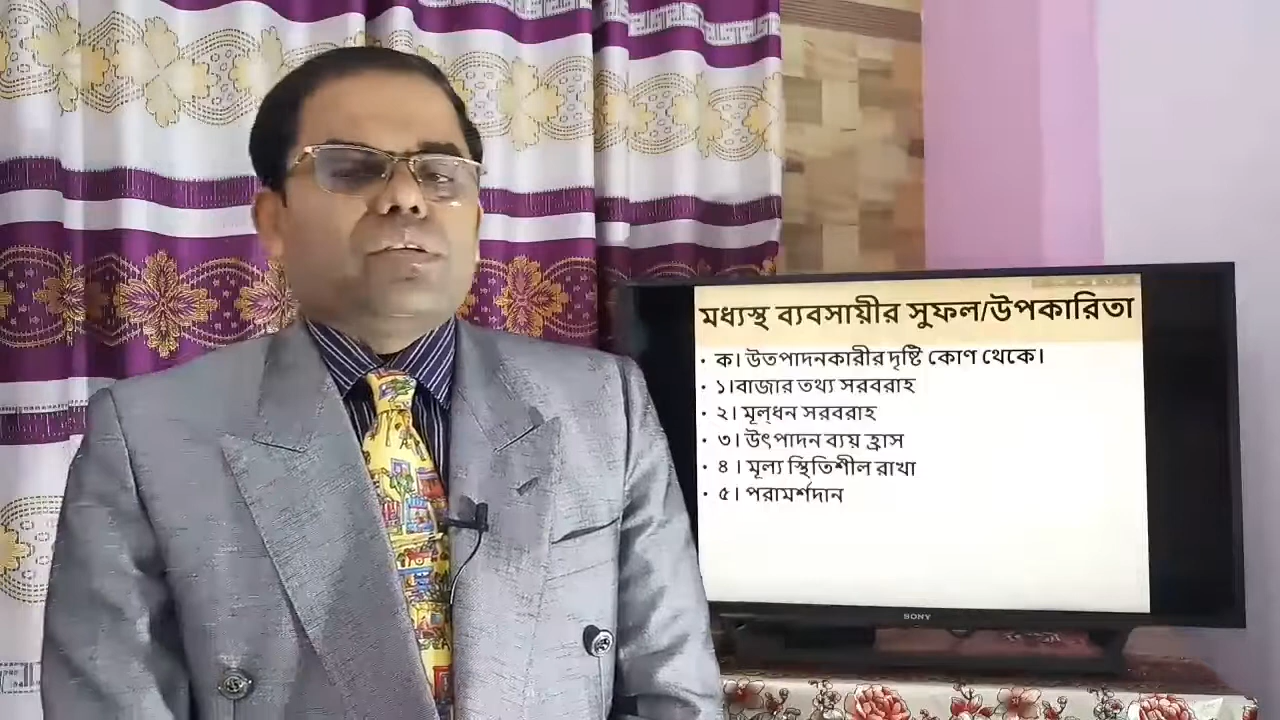 মধ্যস্থ ব্যবসায়ীর সুফল/উপকারিতা
• ক। উতপাদনকারীর দৃষ্টি কোণ থেকে।
• ১।বাজার তথ্য সরবরাহ
• ২। মূল্ধন সরবরাহ
• ৩। উৎপাদন ব্যয় হ্রাস
• ৪। মূল্য স্থিতিশীল রাখা
• ৫। পরামর্শদান
SONY